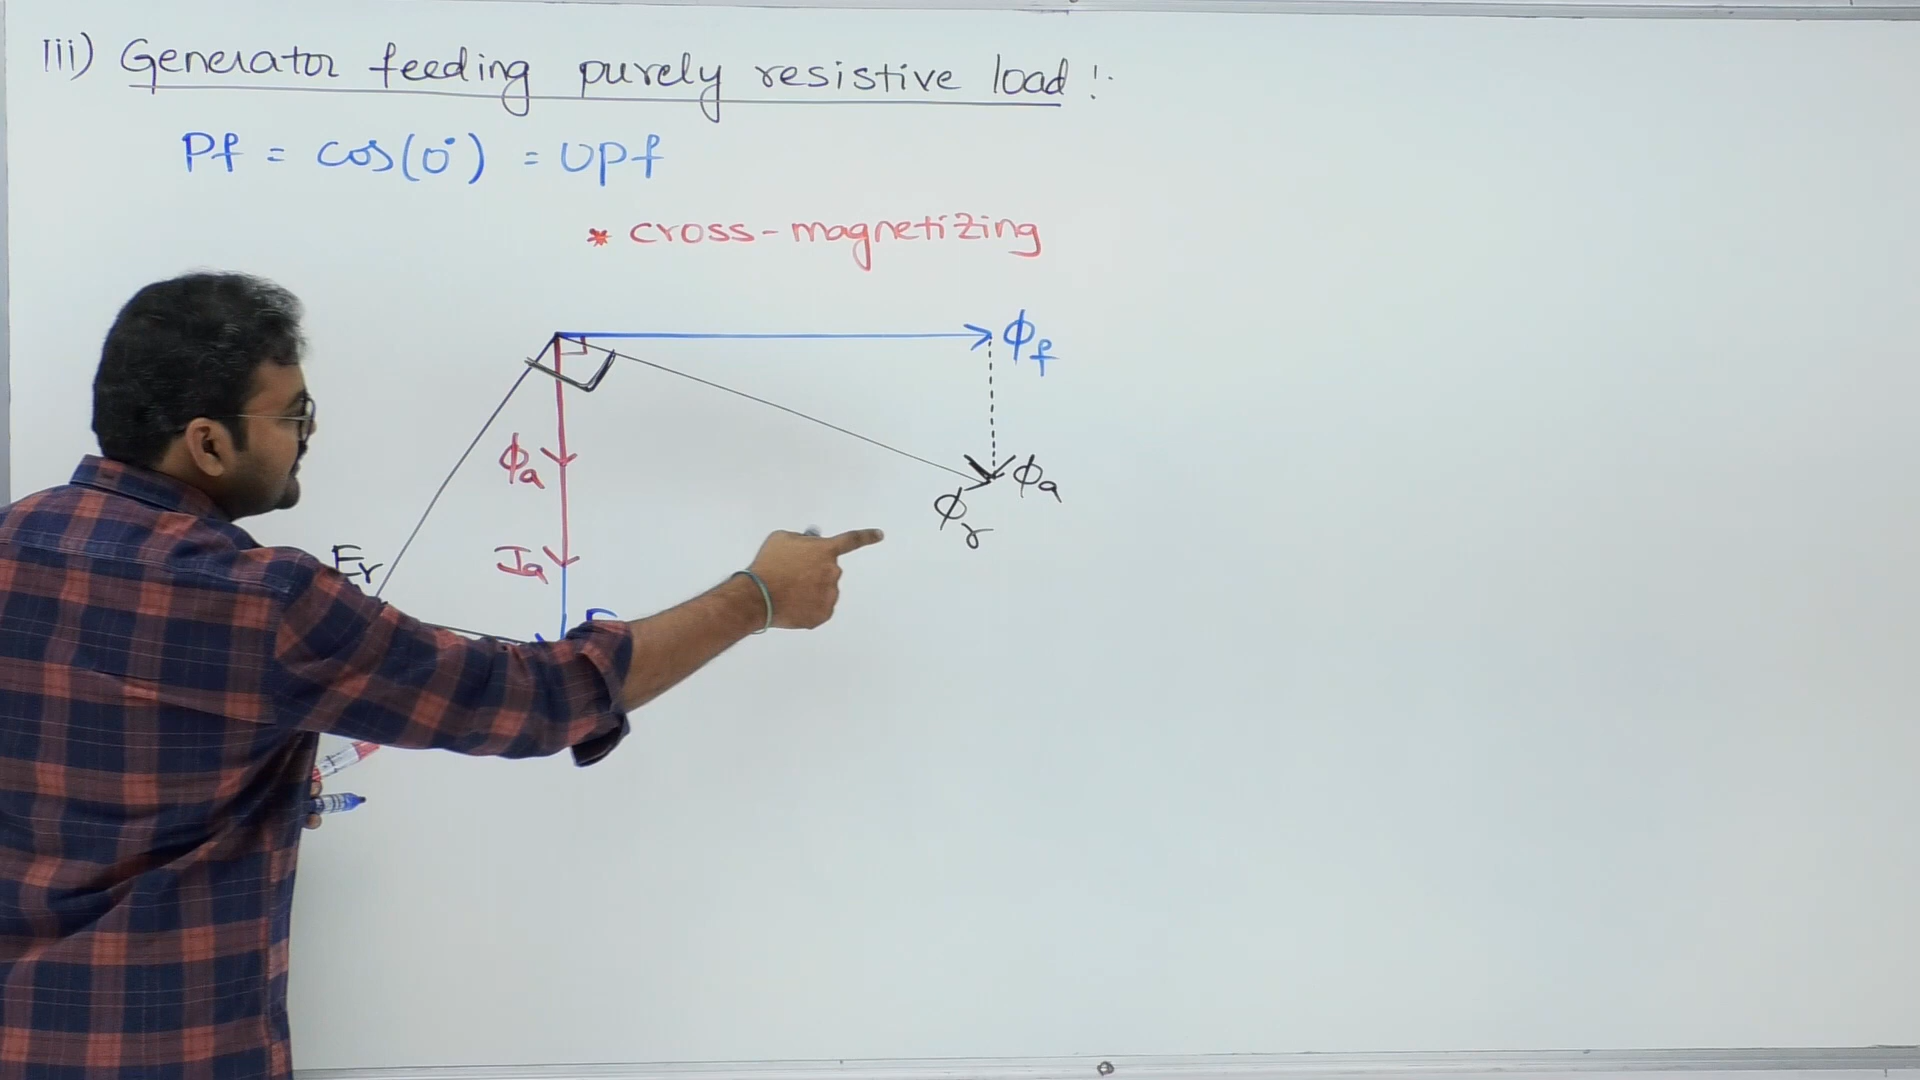 iii) Generator feeding purely resistive load :-
Pf = cos(0°) = upf
* cross-magnetizing
ϕf
ϕa
ϕa
ϕr
Er
Ia